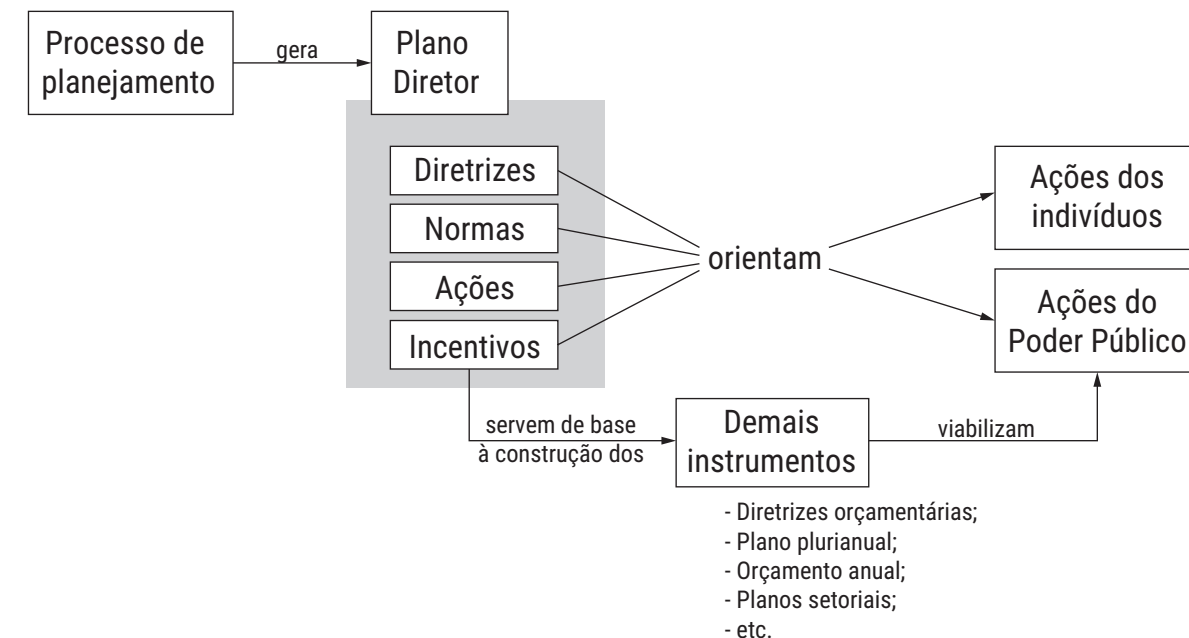 Processo de
planejamento
gera
Plano
Diretor
Diretrizes
Normas
Ações
Incentivos
orientam
Ações dos
indivíduos
Ações do
Poder Público
servem de base
à construção dos
Demais
instrumentos
viabilizam
- Diretrizes orçamentárias;
- Plano plurianual;
- Orçamento anual;
- Planos setoriais;
- etc.